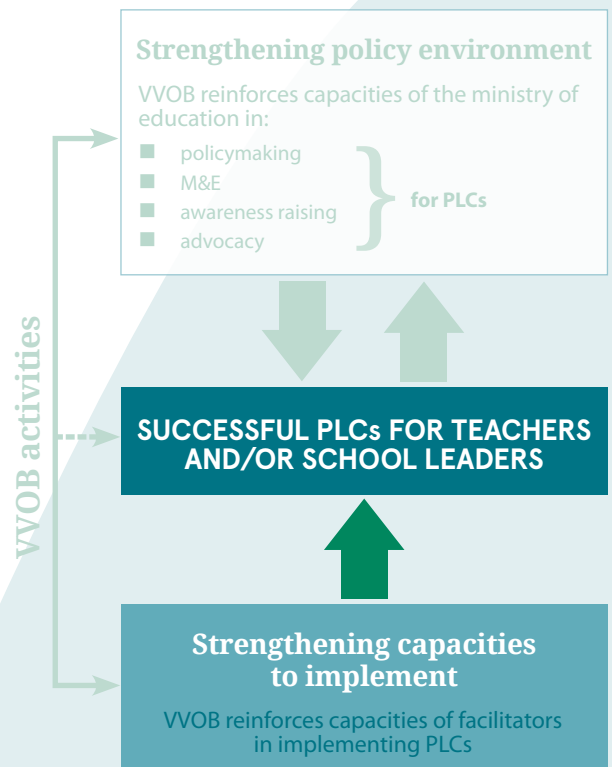 Strengthening policy environment
VVOB reinforces capacities of the ministry of
education in:
■ policymaking
■ M&E
■ awareness raising
■ advocacy
for PLCs
VVOB activities
SUCCESSFUL PLCs FOR TEACHERS
AND/OR SCHOOL LEADERS
Strengthening capacities
to implement
VVOB reinforces capacities of facilitators
in implementing PLCs